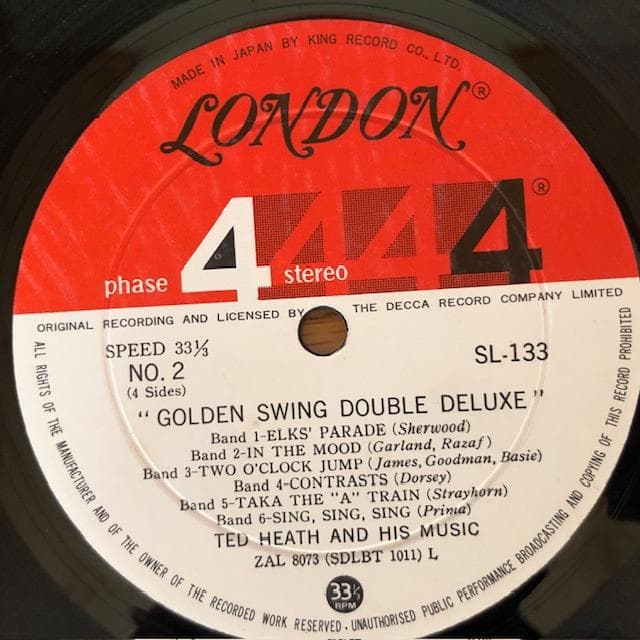 MADE IN JAPAN BY KING RECORD CO., LTD.
LONDON®
phase 4 stereo 4 4 4 ®
ORIGINAL RECORDING AND LICENSED BY THE DECCA RECORD COMPANY LIMITED
SPEED 33⅓
NO. 2
(4 Sides)
SL-133
"GOLDEN SWING DOUBLE DELUXE"
Band 1-ELKS' PARADE (Sherwood)
Band 2-IN THE MOOD (Garland, Razaf)
Band 3-TWO O'CLOCK JUMP (James, Goodman, Basie)
Band 4-CONTRASTS (Dorsey)
Band 5-TAKA THE "A" TRAIN (Strayhorn)
Band 6-SING, SING, SING (Prima)
TED HEATH AND HIS MUSIC
ZAL 8073 (SDLBT 1011) L
33⅓
RPM
ALL RIGHTS OF THE MANUFACTURER AND OF THE OWNER OF THE RECORDED WORK RESERVED. UNAUTHORISED PUBLIC PERFORMANCE BROADCASTING AND COPYING OF THIS RECORD PROHIBITED